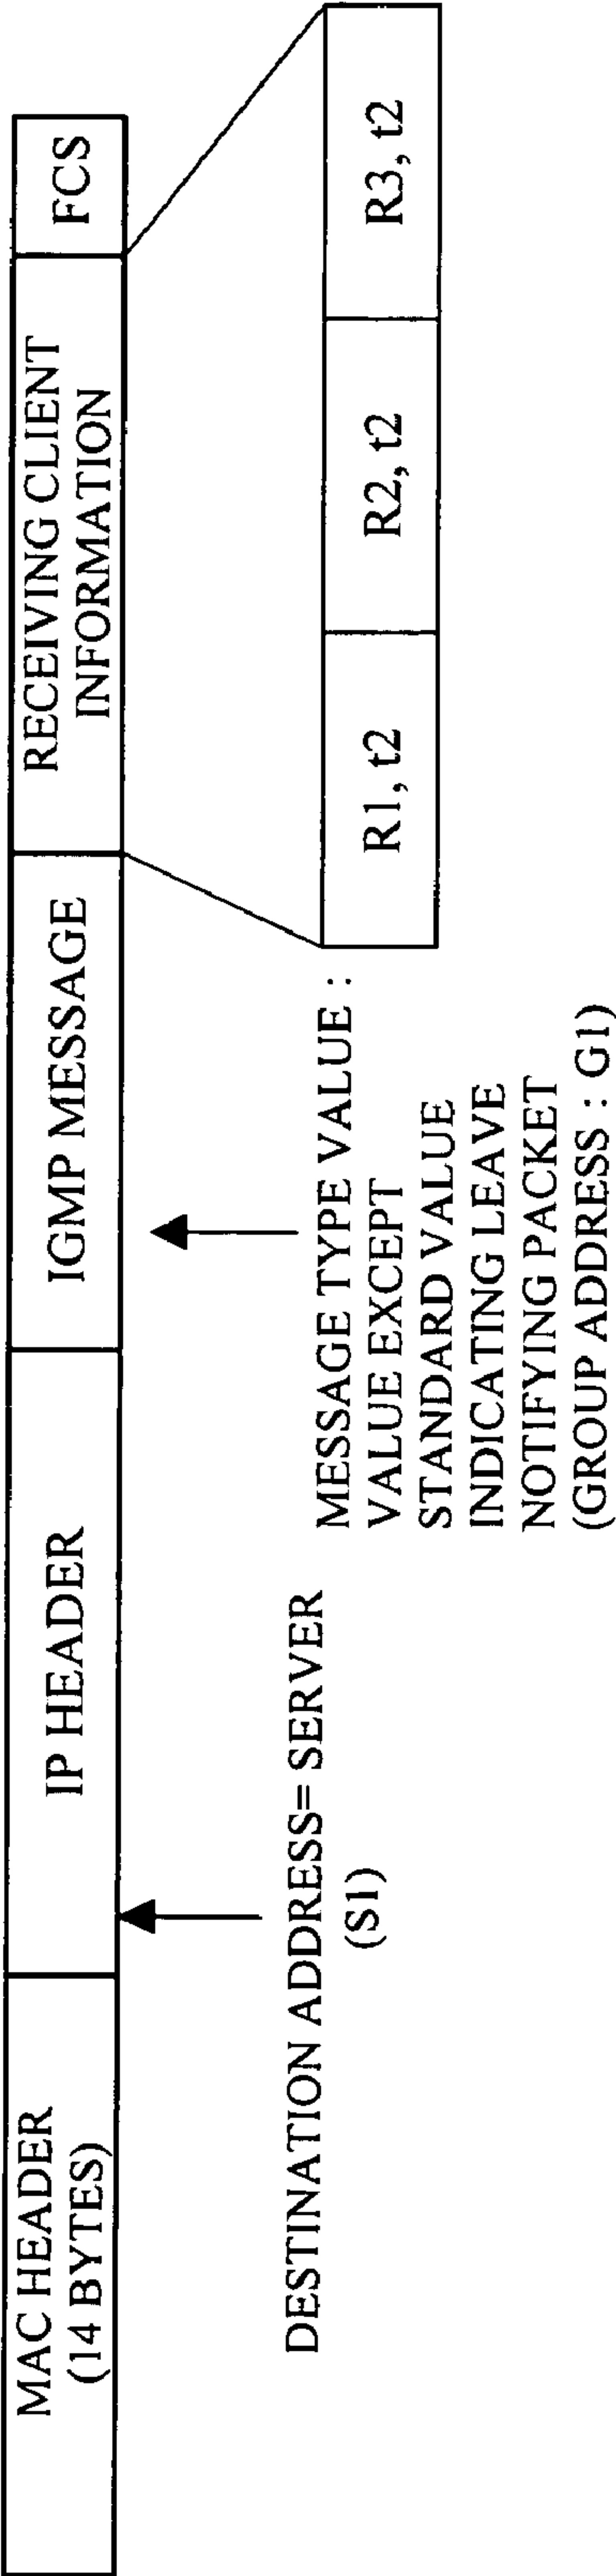 MAC HEADER
(14 BYTES)
IP HEADER
IGMP MESSAGE
RECEIVING CLIENT
INFORMATION
FCS
DESTINATION ADDRESS= SERVER
(S1)
MESSAGE TYPE VALUE :
VALUE EXCEPT
STANDARD VALUE
INDICATING LEAVE
NOTIFYING PACKET
(GROUP ADDRESS : G1)
R1, t2
R2, t2
R3, t2